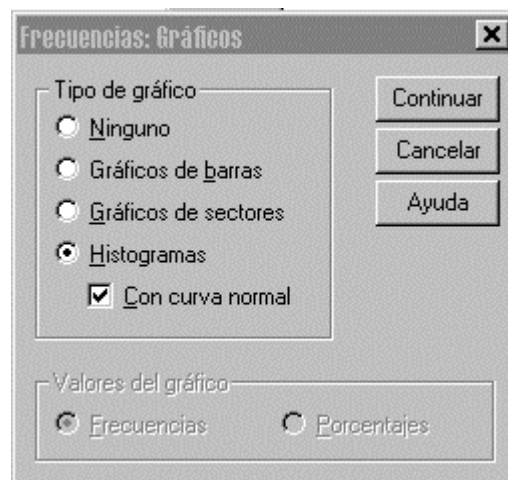 Frecuencias: Gráficos
Tipo de gráfico
Ninguno
Gráficos de barras
Gráficos de sectores
Histogramas
Con curva normal
Continuar
Cancelar
Ayuda
Valores del gráfico
Frecuencias
Porcentajes